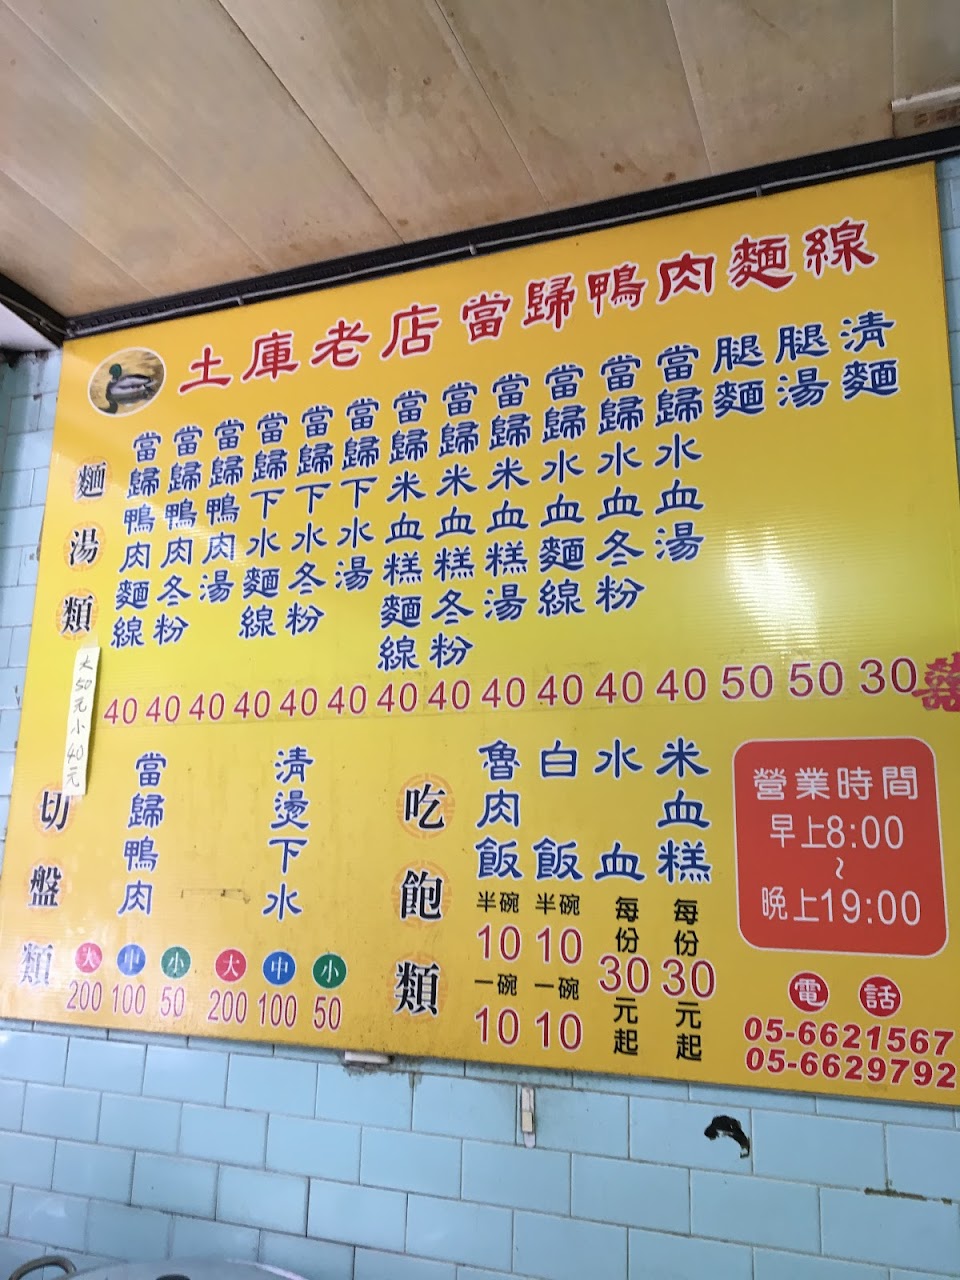 土庫老店 當歸鴨肉麵線
麵湯類
大50元小40元
當歸鴨肉麵線 40
當歸鴨肉冬粉 40
當歸鴨肉湯 40
當歸下水麵線 40
當歸下水冬粉 40
當歸下水湯 40
當歸米血糕麵線 40
當歸米血糕冬粉 40
當歸米血糕湯 40
當歸水血麵線 40
當歸水血冬粉 40
當歸水血湯 40
腿麵 50
腿湯 50
清麵 30
囍
切盤類
當歸鴨肉
大 中 小
200 100 50
清燙下水
大 中 小
200 100 50
吃飽類
魯肉飯 半碗 10 一碗 10
白飯 半碗 10 一碗 10
水血 每份 30 元起
米血糕 每份 30 元起
營業時間
早上8:00
~
晚上19:00
電話
05-6621567
05-6629792